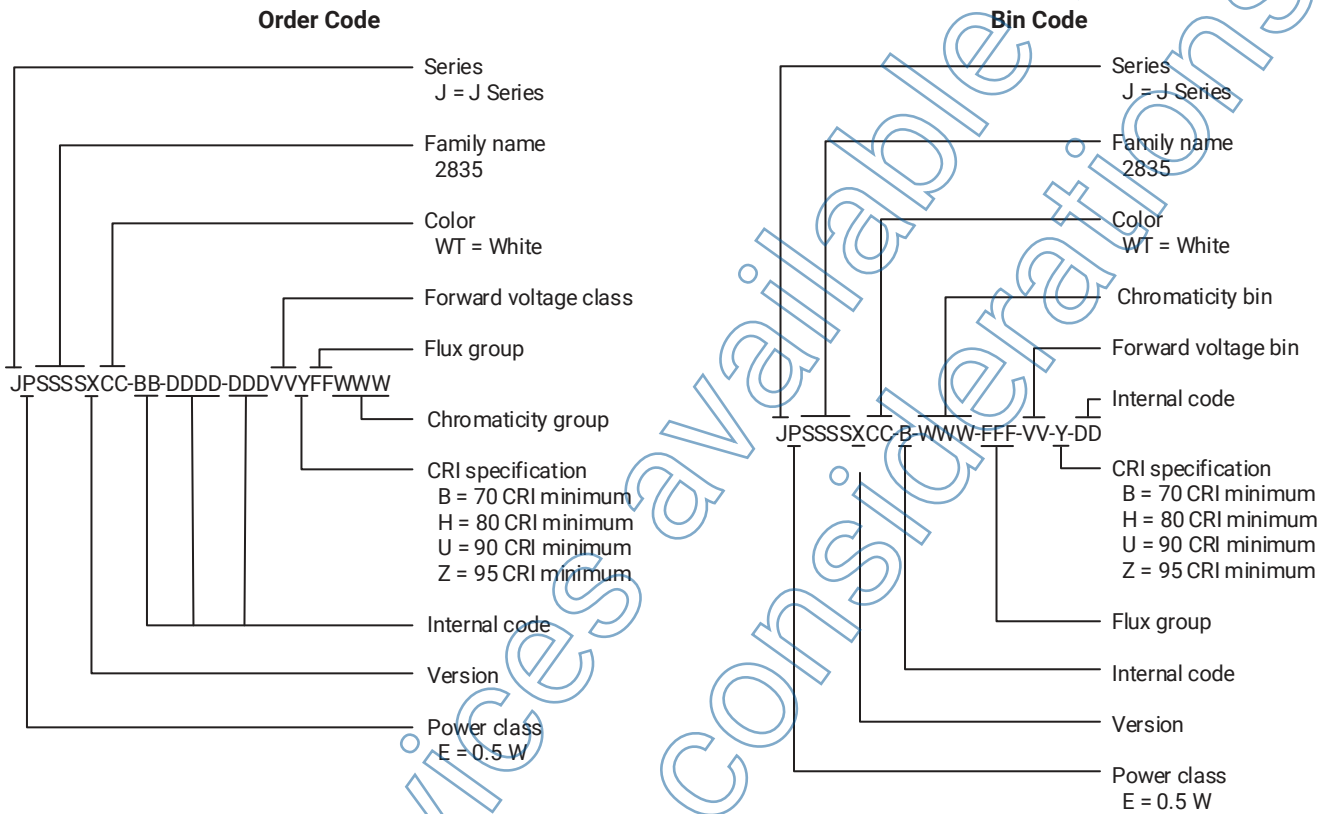 Order Code
Series
J = J Series
Family name
2835
Color
WT = White
Forward voltage class
Flux group
JPSSSSXCC-BB-DDDD-DDDVVYFFWWW
Chromaticity group
CRI specification
B = 70 CRI minimum
H = 80 CRI minimum
U = 90 CRI minimum
Z = 95 CRI minimum
Internal code
Version
Power class
E = 0.5 W
Bin Code
Series
J = J Series
Family name
2835
Color
WT = White
Chromaticity bin
Forward voltage bin
Internal code
JPSSSSXCC-B-WWW-FFF-VV-Y-DD
CRI specification
B = 70 CRI minimum
H = 80 CRI minimum
U = 90 CRI minimum
Z = 95 CRI minimum
Flux group
Internal code
Version
Power class
E = 0.5 W
vices available
considerations